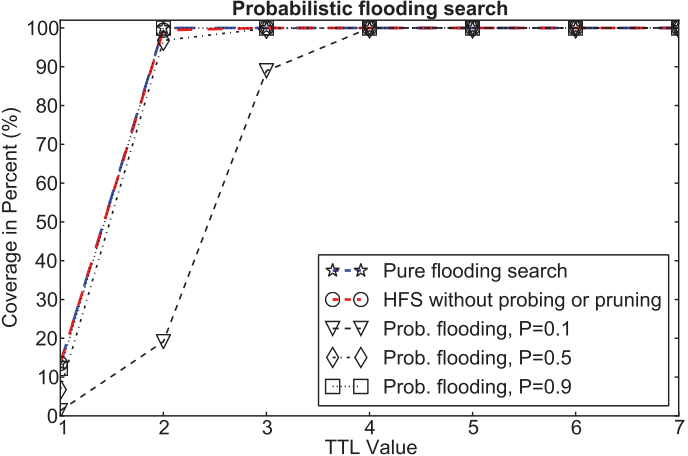 Probabilistic flooding search
100
90
80
70
60
50
40
30
20
10
0
Coverage in Percent (%)
1 2 3 4 5 6 7
TTL Value
Pure flooding search
HFS without probing or pruning
Prob. flooding, P=0.1
Prob. flooding, P=0.5
Prob. flooding, P=0.9